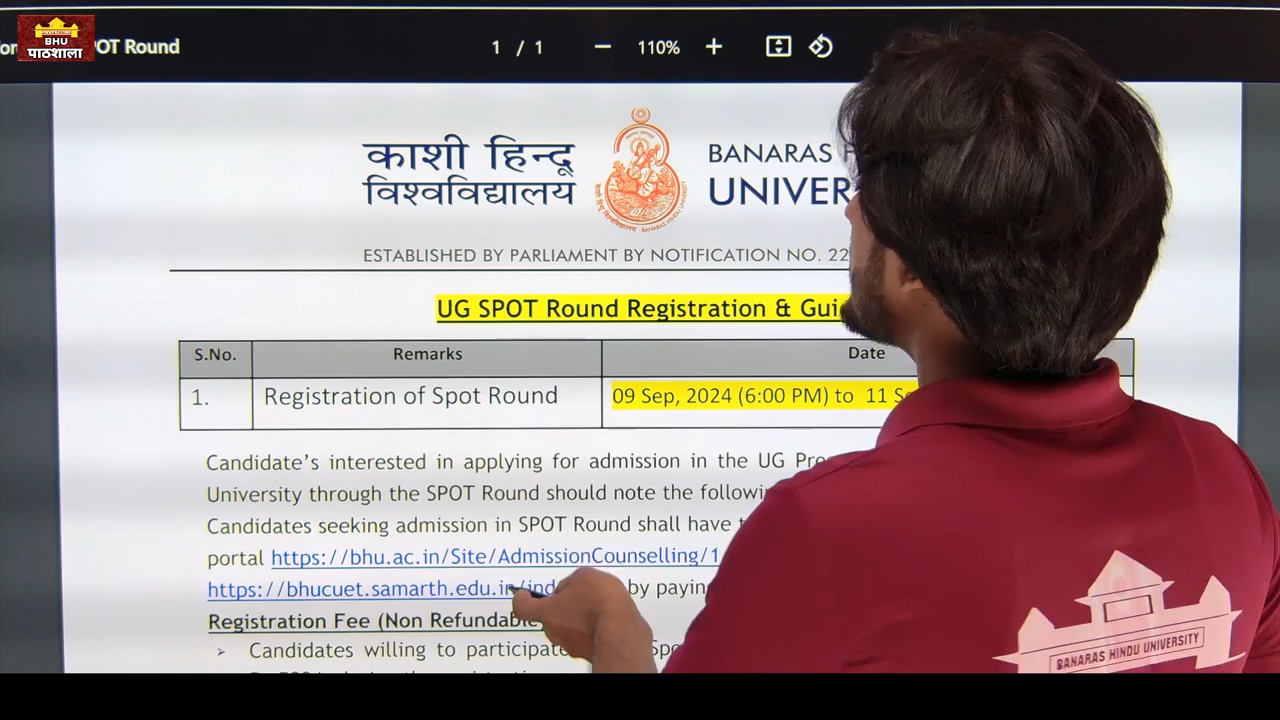 BHU
पाठशाला
OT Round
1 / 1
110%
काशी हिन्दू
विश्वविद्यालय
BANARAS
UNIVER
ESTABLISHED BY PARLIAMENT BY NOTIFICATION NO. 22
UG SPOT Round Registration & Gui
S.No. Remarks Date
1. Registration of Spot Round 09 Sep, 2024 (6:00 PM) to 11 Se
Candidate’s interested in applying for admission in the UG Pro
University through the SPOT Round should note the followin
Candidates seeking admission in SPOT Round shall have t
portal https://bhu.ac.in/Site/AdmissionCounselling/1
https://bhucuet.samarth.edu.in/ind by paying
Registration Fee (Non Refundable
Candidates willing to participate Spo
BANARAS HINDU UNIVERSITY